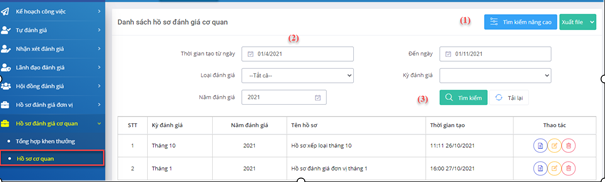 Kế hoạch công việc
Tự đánh giá
Nhận xét đánh giá
Lãnh đạo đánh giá
Hội đồng đánh giá
Hồ sơ đánh giá đơn vị
Hồ sơ đánh giá cơ quan
Tổng hợp khen thưởng
Hồ sơ cơ quan
Danh sách hồ sơ đánh giá cơ quan
(1) Tìm kiếm nâng cao Xuất file
(2)
Thời gian tạo từ ngày 01/4/2021 Đến ngày 01/11/2021
Loại đánh giá --Tất cả-- Kỳ đánh giá
Năm đánh giá 2021 (3) Tìm kiếm Tải lại
STT Kỳ đánh giá Năm đánh giá Tên hồ sơ Thời gian tạo Thao tác
1 Tháng 10 2021 Hồ sơ xếp loại tháng 10 11:11 26/10/2021
2 Tháng 1 2021 Hồ sơ đánh giá đơn vị tháng 1 16:00 27/10/2021